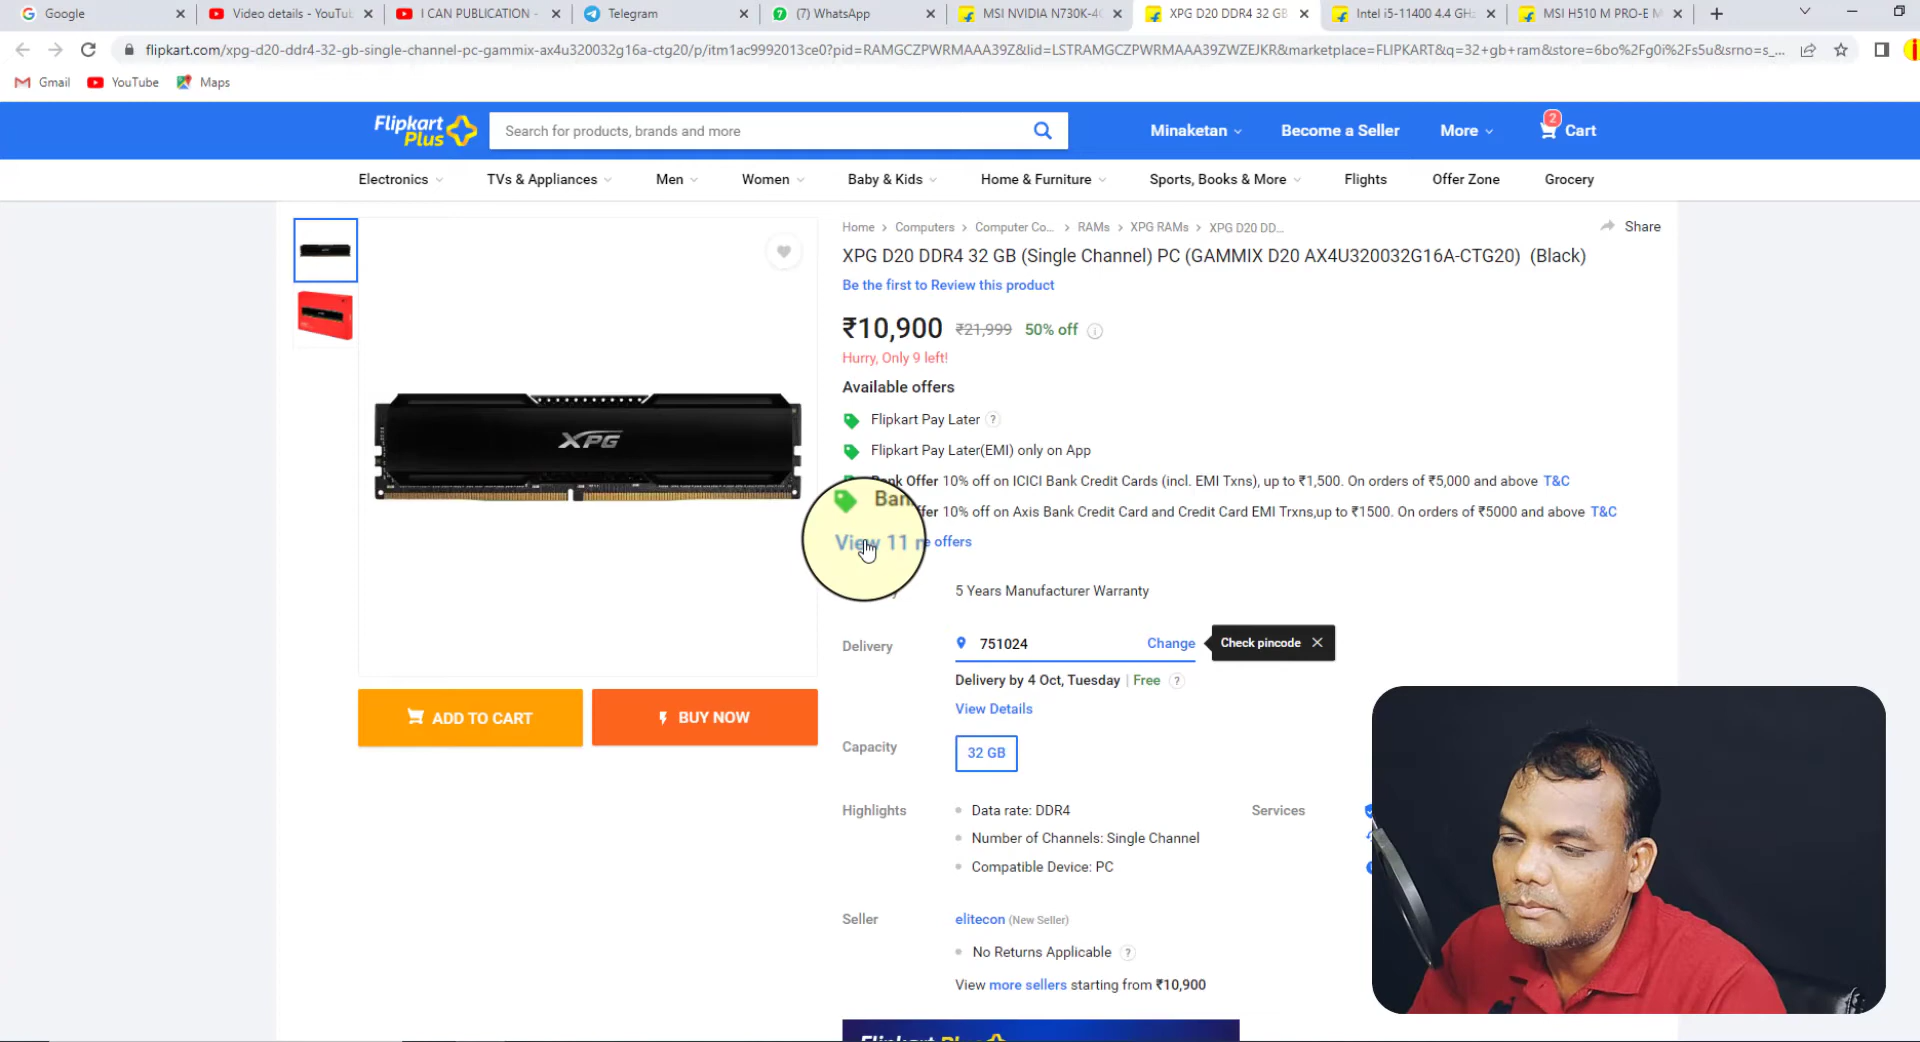 Google
Video details - YouTub
I CAN PUBLICATION -
Telegram
(7) WhatsApp
MSI NVIDIA N730K-4G
XPG D20 DDR4 32 GB
Intel i5-11400 4.4 GHz
MSI H510 M PRO-E M
flipkart.com/xpg-d20-ddr4-32-gb-single-channel-pc-gammix-ax4u320032g16a-ctg20/p/itm1ac9992013ce0?pid=RAMGCZPWRMAAA39Z&lid=LSTRAMGCZPWRMAAA39ZWZEJKR&marketplace=FLIPKART&q=32+gb+ram&store=6bo%2Fg0i%2Fs5u&srno=s_...
Gmail YouTube Maps
Flipkart Plus
Search for products, brands and more
Minaketan
Become a Seller
More
2
Cart
Electronics TVs & Appliances Men Women Baby & Kids Home & Furniture Sports, Books & More Flights Offer Zone Grocery
Home > Computers > Computer Co... > RAMs > XPG RAMs > XPG D20 DD...
Share
XPG D20 DDR4 32 GB (Single Channel) PC (GAMMIX D20 AX4U320032G16A-CTG20) (Black)
Be the first to Review this product
₹10,900 ₹21,999 50% off
Hurry, Only 9 left!
Available offers
Flipkart Pay Later ?
Flipkart Pay Later(EMI) only on App
Bank Offer 10% off on ICICI Bank Credit Cards (incl. EMI Txns), up to ₹1,500. On orders of ₹5,000 and above T&C
Ban
ffer 10% off on Axis Bank Credit Card and Credit Card EMI Trxns,up to ₹1500. On orders of ₹5000 and above T&C
View 11 m
e offers
XPG
5 Years Manufacturer Warranty
Delivery
751024
Change
Check pincode
Delivery by 4 Oct, Tuesday | Free ?
View Details
ADD TO CART
BUY NOW
Capacity
32 GB
Highlights
Data rate: DDR4
Number of Channels: Single Channel
Compatible Device: PC
Services
Seller
elitecon (New Seller)
No Returns Applicable ?
View more sellers starting from ₹10,900
Flipkart Plus